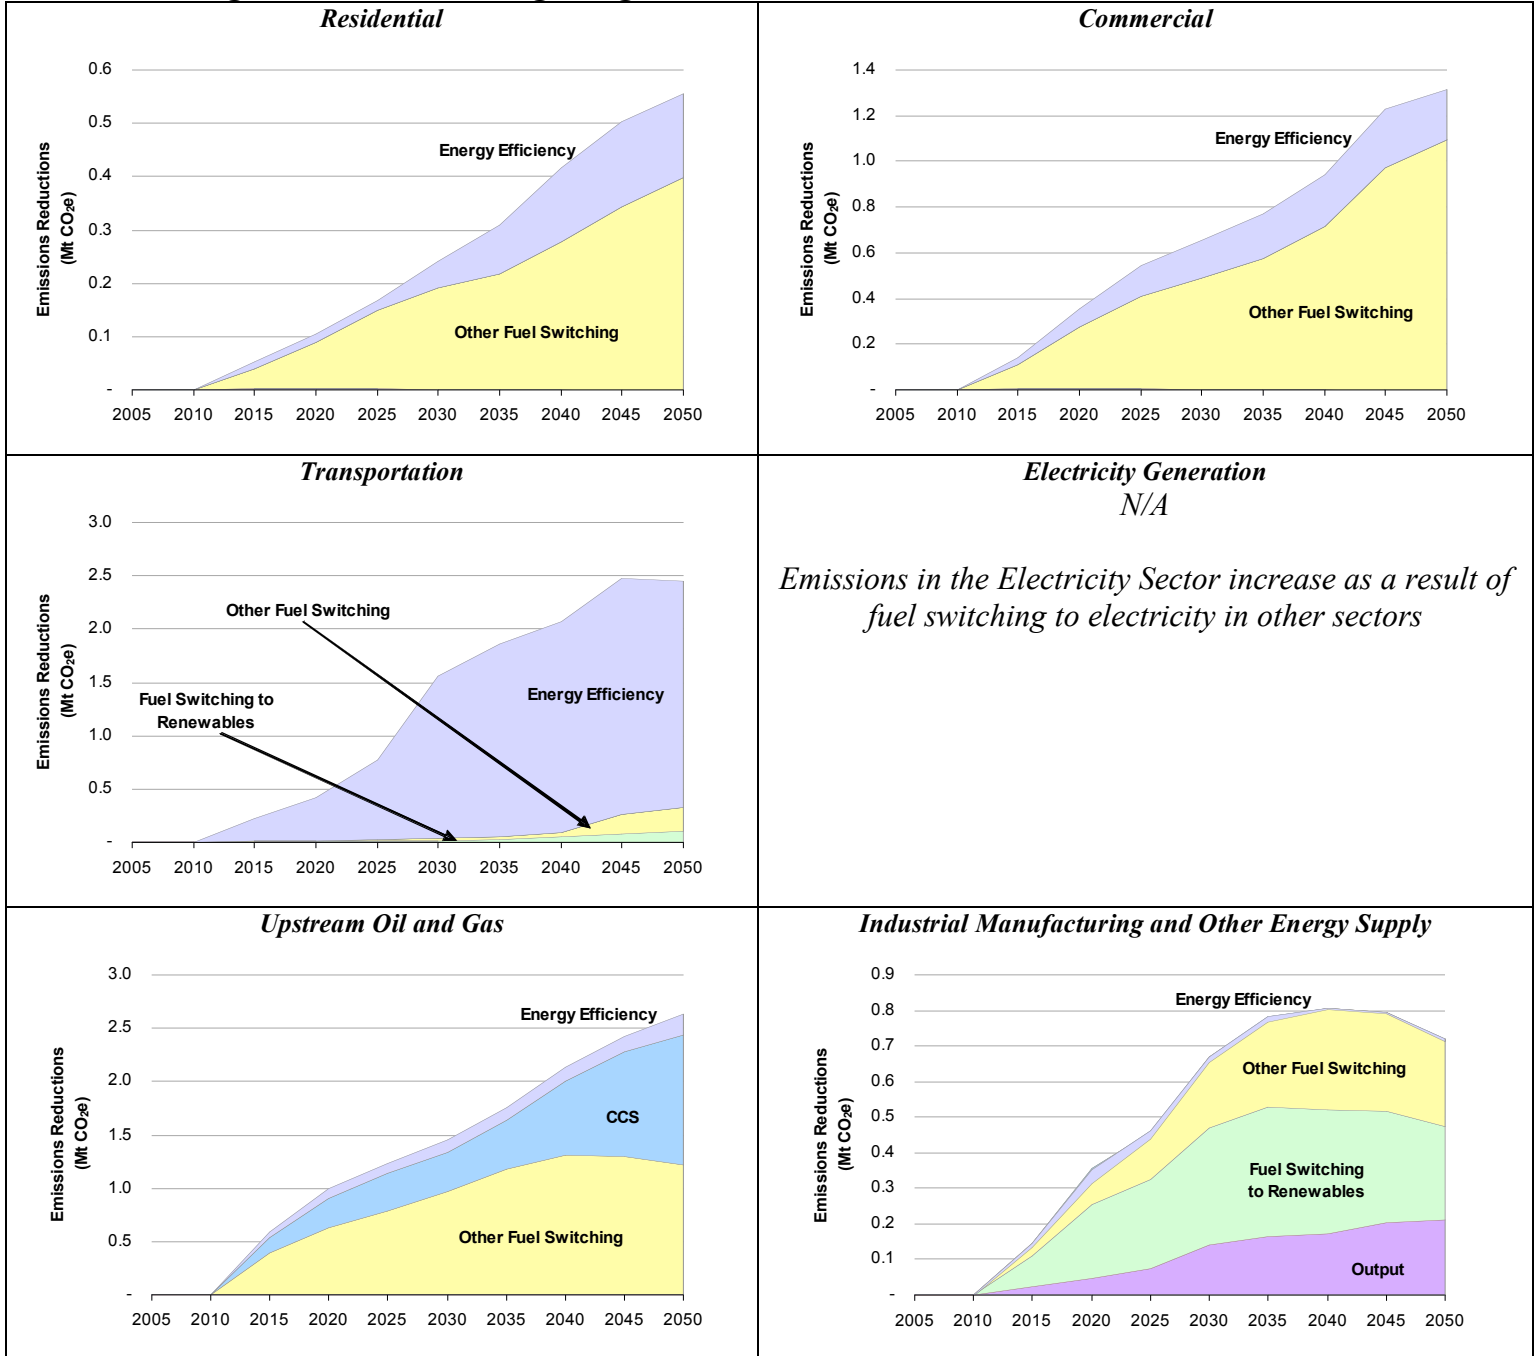 Residential
0.6
0.5
0.4
0.3
0.2
0.1
-
Emissions Reductions
(Mt CO₂e)
Energy Efficiency
Other Fuel Switching
2005 2010 2015 2020 2025 2030 2035 2040 2045 2050
Commercial
1.4
1.2
1.0
0.8
0.6
0.4
0.2
-
Emissions Reductions
(Mt CO₂e)
Energy Efficiency
Other Fuel Switching
2005 2010 2015 2020 2025 2030 2035 2040 2045 2050
Transportation
3.0
2.5
2.0
1.5
1.0
0.5
-
Emissions Reductions
(Mt CO₂e)
Other Fuel Switching
Fuel Switching to
Renewables
Energy Efficiency
2005 2010 2015 2020 2025 2030 2035 2040 2045 2050
Electricity Generation
N/A
Emissions in the Electricity Sector increase as a result of
fuel switching to electricity in other sectors
Upstream Oil and Gas
3.0
2.5
2.0
1.5
1.0
0.5
-
Emissions Reductions
(Mt CO₂e)
Energy Efficiency
CCS
Other Fuel Switching
2005 2010 2015 2020 2025 2030 2035 2040 2045 2050
Industrial Manufacturing and Other Energy Supply
0.9
0.8
0.7
0.6
0.5
0.4
0.3
0.2
0.1
-
Emissions Reductions
(Mt CO₂e)
Energy Efficiency
Other Fuel Switching
Fuel Switching
to Renewables
Output
2005 2010 2015 2020 2025 2030 2035 2040 2045 2050